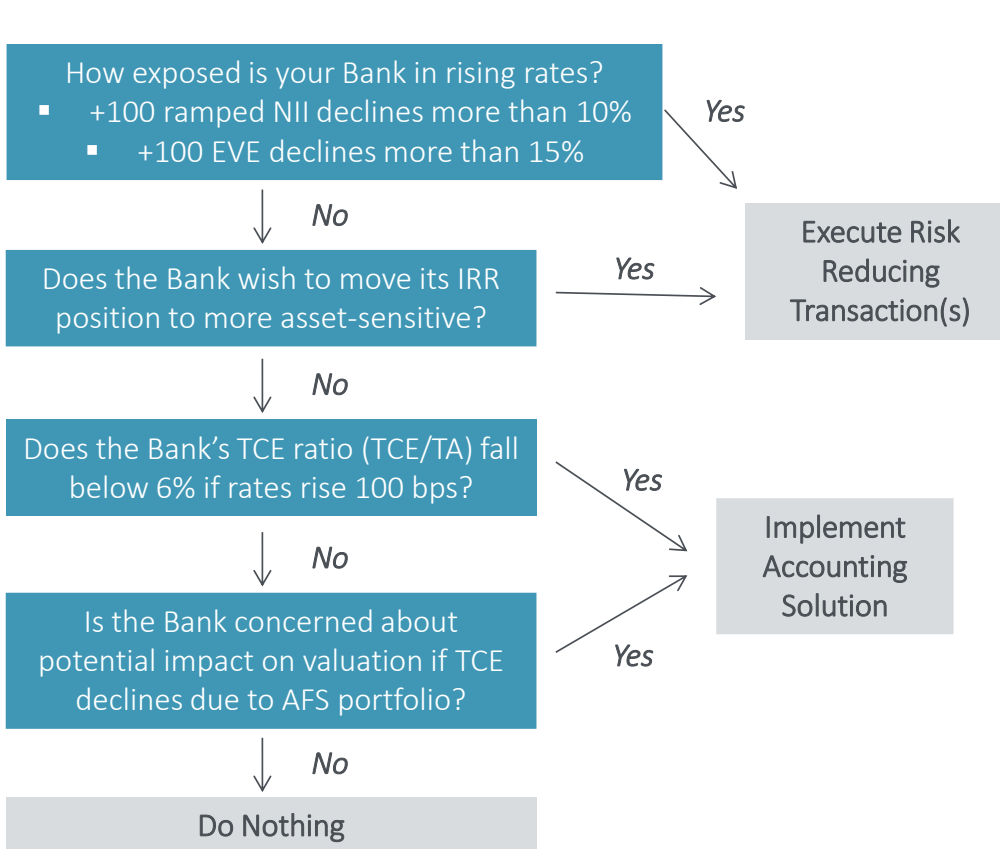 How exposed is your Bank in rising rates?
▪ +100 ramped NII declines more than 10%
▪ +100 EVE declines more than 15%
Yes
No
Execute Risk
Reducing
Transaction(s)
Does the Bank wish to move its IRR
position to more asset-sensitive?
Yes
No
Does the Bank’s TCE ratio (TCE/TA) fall
below 6% if rates rise 100 bps?
Yes
No
Implement
Accounting
Solution
Is the Bank concerned about
potential impact on valuation if TCE
declines due to AFS portfolio?
Yes
No
Do Nothing